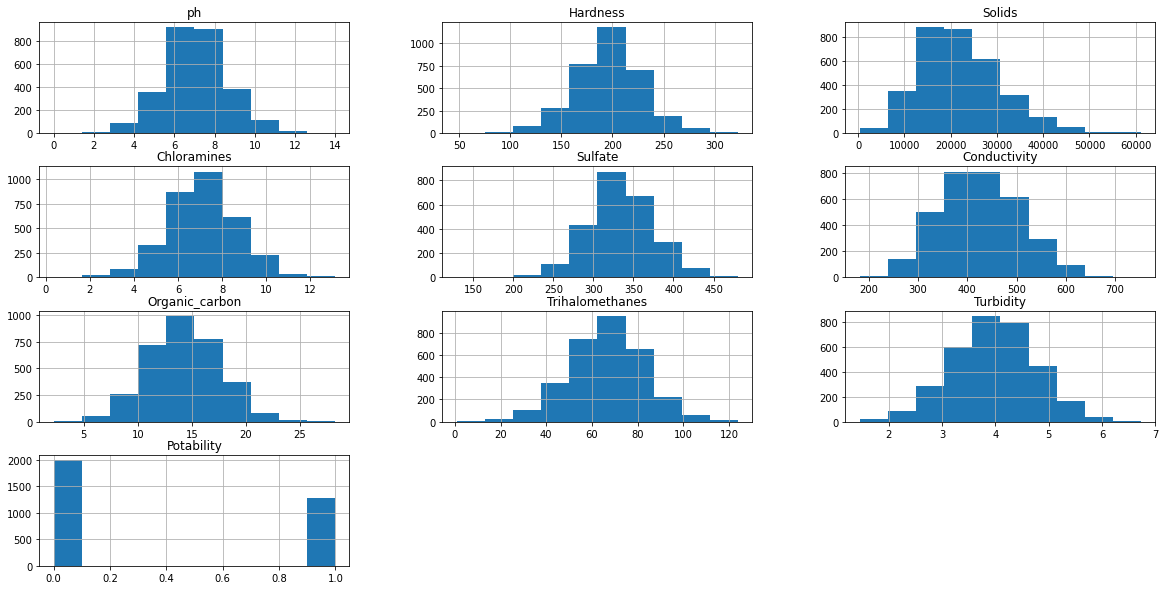 ph
800
600
400
200
0
0 2 4 6 8 10 12 14
Hardness
1000
750
500
250
0
50 100 150 200 250 300
Solids
800
600
400
200
0
0 10000 20000 30000 40000 50000 60000
Chloramines
1000
750
500
250
0
0 2 4 6 8 10 12
Sulfate
800
600
400
200
0
150 200 250 300 350 400 450
Conductivity
800
600
400
200
0
200 300 400 500 600 700
Organic_carbon
1000
750
500
250
0
5 10 15 20 25
Trihalomethanes
800
600
400
200
0
0 20 40 60 80 100 120
Turbidity
800
600
400
200
0
2 3 4 5 6 7
Potability
2000
1500
1000
500
0
0.0 0.2 0.4 0.6 0.8 1.0